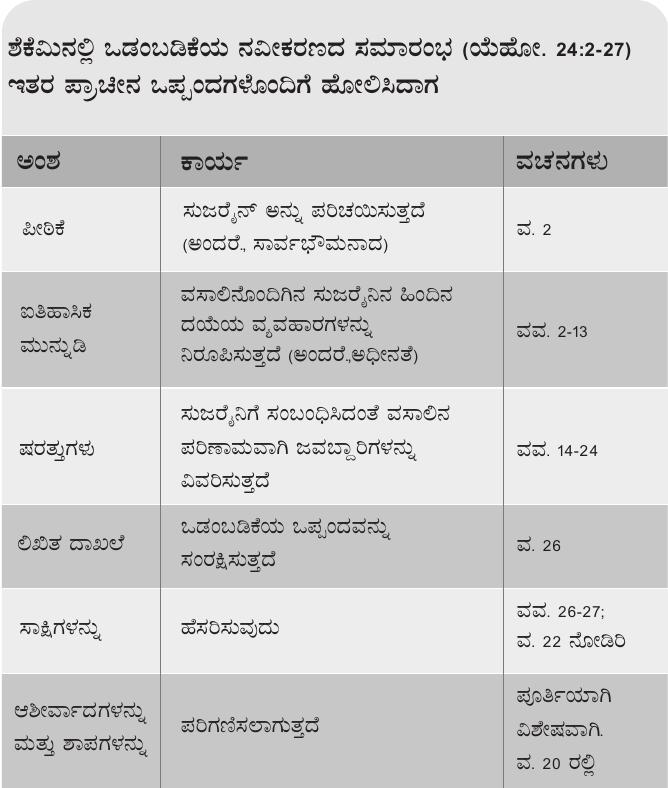 ಶೆಕೆಮಿನಲ್ಲಿ ಒಡಂಬಡಿಕೆಯ ನವೀಕರಣದ ಸಮಾರಂಭ (ಯೆಹೋ. 24:2-27)
ಇತರ ಪ್ರಾಚೀನ ಒಪ್ಪಂದಗಳೊಂದಿಗೆ ಹೋಲಿಸಿದಾಗ
ಅಂಶ
ಕಾರ್ಯ
ವಚನಗಳು
ಪೀಠಿಕೆ
ಸುಜರೈನ್ ಅನ್ನು ಪರಿಚಯಿಸುತ್ತದೆ
(ಅಂದರೆ., ಸಾರ್ವಭೌಮನಾದ)
ವ. 2
ಐತಿಹಾಸಿಕ
ಮುನ್ನುಡಿ
ವಸಾಲಿನೊಂದಿಗಿನ ಸುಜರೈನಿನ ಹಿಂದಿನ
ದಯೆಯ ವ್ಯವಹಾರಗಳನ್ನು
ನಿರೂಪಿಸುತ್ತದೆ (ಅಂದರೆ.,ಅಧೀನತೆ)
ವವ. 2-13
ಷರತ್ತುಗಳು
ಸುಜರೈನಿಗೆ ಸಂಬಂಧಿಸಿದಂತೆ ವಸಾಲಿನ
ಪರಿಣಾಮವಾಗಿ ಜವಬ್ದಾರಿಗಳನ್ನು
ವಿವರಿಸುತ್ತದೆ
ವವ. 14-24
ಲಿಖಿತ ದಾಖಲೆ
ಒಡಂಬಡಿಕೆಯ ಒಪ್ಪಂದವನ್ನು
ಸಂರಕ್ಷಿಸುತ್ತದೆ
ವ. 26
ಸಾಕ್ಷಿಗಳನ್ನು
ಹೆಸರಿಸುವುದು
ವವ. 26-27;
ವ. 22 ನೋಡಿರಿ
ಆಶೀರ್ವಾದಗಳನ್ನು
ಮತ್ತು ಶಾಪಗಳನ್ನು
ಪರಿಗಣಿಸಲಾಗುತ್ತದೆ
ಪೂರ್ತಿಯಾಗಿ
ವಿಶೇಷವಾಗಿ.
ವ. 20 ರಲ್ಲಿ